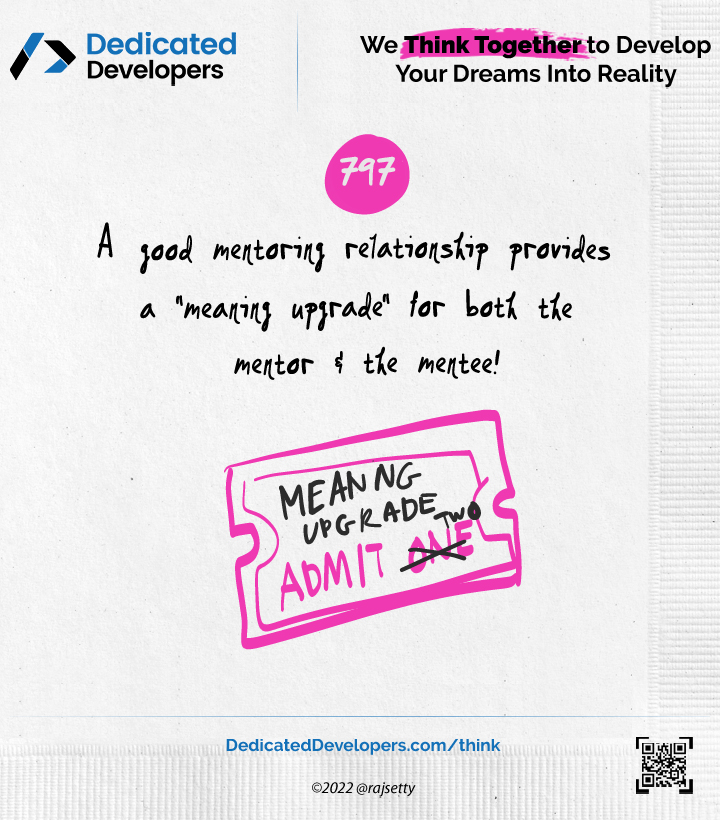 Dedicated
Developers
We Think Together to Develop
Your Dreams Into Reality
797
A good mentoring relationship provides
a "meaning upgrade" for both the
mentor & the mentee!
MEANNG
UPGRADE
TWO
ADMIT ONE
DedicatedDevelopers.com/think
©2022 @rajsetty